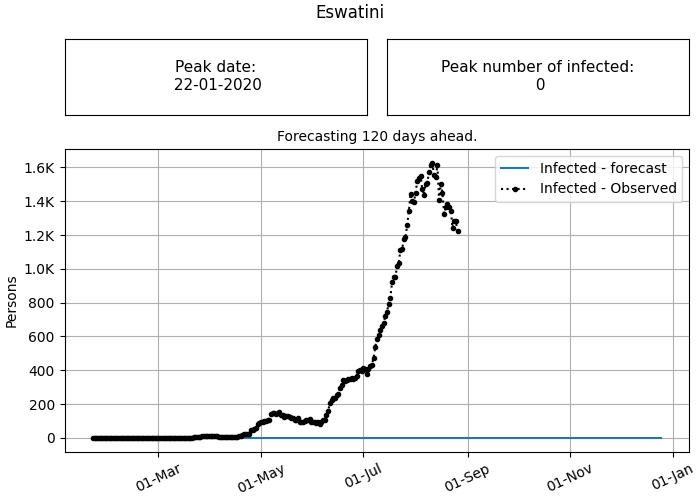 Eswatini
Peak date:
22-01-2020
Peak number of infected:
0
Forecasting 120 days ahead.
Infected - forecast
Infected - Observed
1.6K
1.4K
1.2K
1.0K
800
600
400
200
0
Persons
01-Mar
01-May
01-Jul
01-Sep
01-Nov
01-Jan